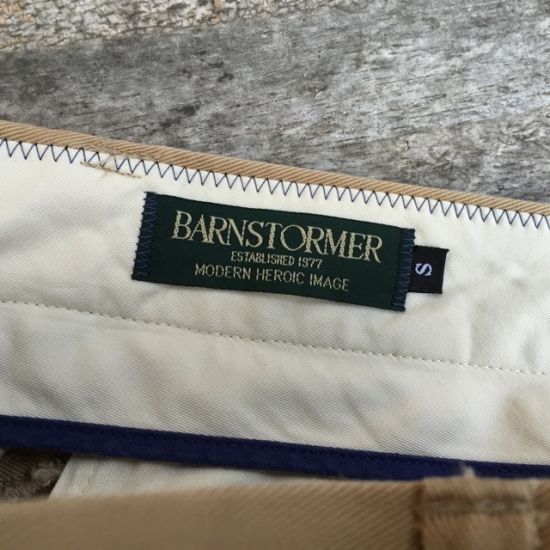 BARNSTORMER
ESTABLISHED 1977
MODERN HEROIC IMAGE
S